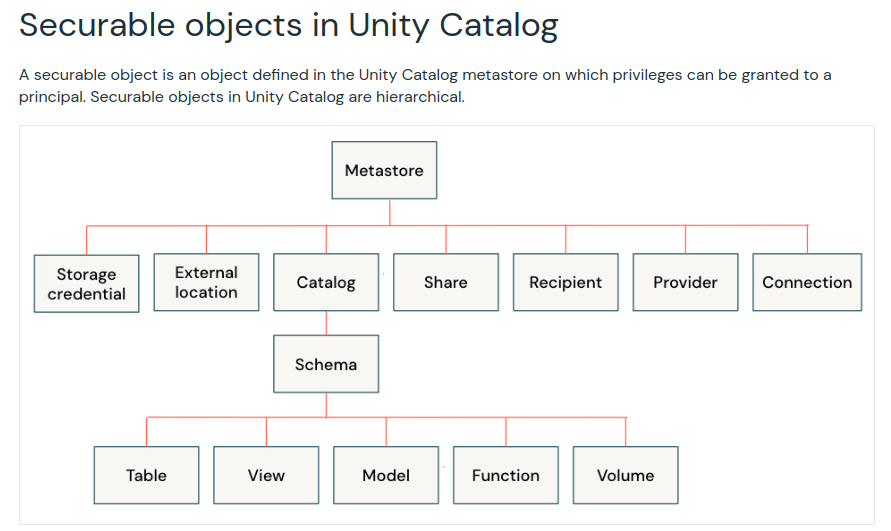 Securable objects in Unity Catalog
A securable object is an object defined in the Unity Catalog metastore on which privileges can be granted to a
principal. Securable objects in Unity Catalog are hierarchical.
Metastore
Storage
credential
External
location
Catalog
Share
Recipient
Provider
Connection
Schema
Table
View
Model
Function
Volume